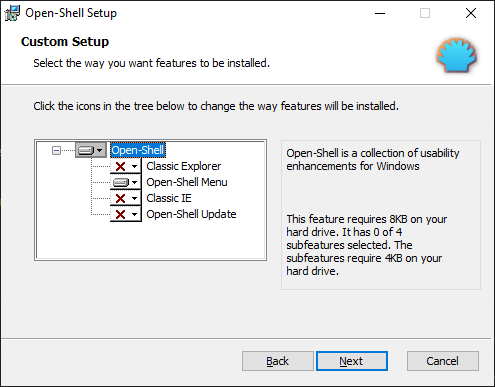 Open-Shell Setup
Custom Setup
Select the way you want features to be installed.
Click the icons in the tree below to change the way features will be installed.
Open-Shell
Classic Explorer
Open-Shell Menu
Classic IE
Open-Shell Update
Open-Shell is a collection of usability
enhancements for Windows
This feature requires 8KB on your
hard drive. It has 0 of 4
subfeatures selected. The
subfeatures require 4KB on your
hard drive.
Back
Next
Cancel